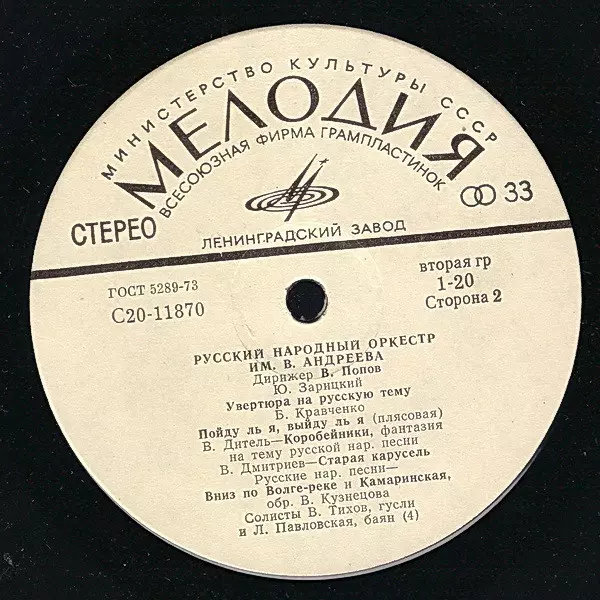 МИНИСТЕРСТВО КУЛЬТУРЫ СССР
МЕЛОДИЯ
ВСЕСОЮЗНАЯ ФИРМА ГРАМПЛАСТИНОК
СТЕРЕО
33
ЛЕНИНГРАДСКИЙ ЗАВОД
ГОСТ 5289-73
С20-11870
вторая гр
1-20
Сторона 2
РУССКИЙ НАРОДНЫЙ ОРКЕСТР
ИМ. В. АНДРЕЕВА
Дирижер В. Попов
Ю. Зарицкий
Увертюра на русскую тему
Б. Кравченко
Пойду ль я, выйду ль я (плясовая)
В. Дитель—Коробейники, фантазия
на тему русской нар. песни
В. Дмитриев—Старая карусель
Русские нар. песни—
Вниз по Волге-реке и Камаринская,
обр. В. Кузнецова
Солисты В. Тихов, гусли
и Л. Павловская, баян (4)